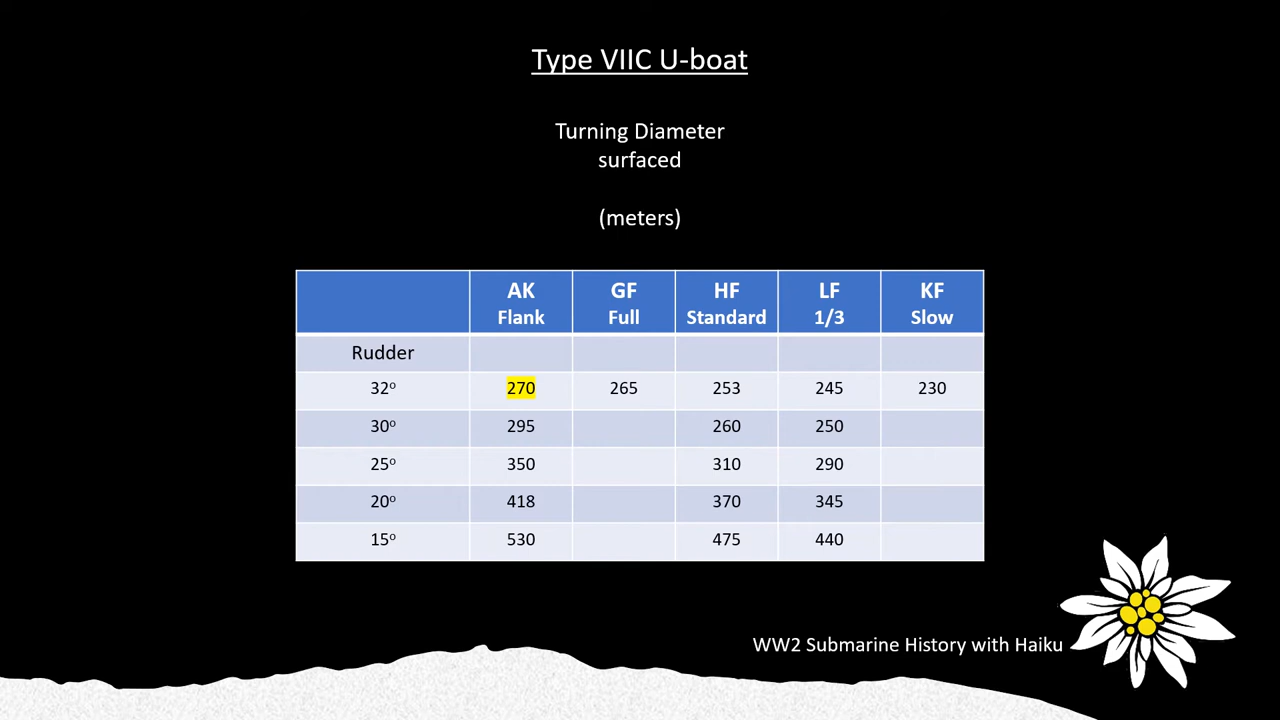 Type VIIC U-boat
Turning Diameter
surfaced
(meters)
AK GF HF LF KF
Flank Full Standard 1/3 Slow
Rudder
32º 270 265 253 245 230
30º 295 260 250
25º 350 310 290
20º 418 370 345
15º 530 475 440
WW2 Submarine History with Haiku